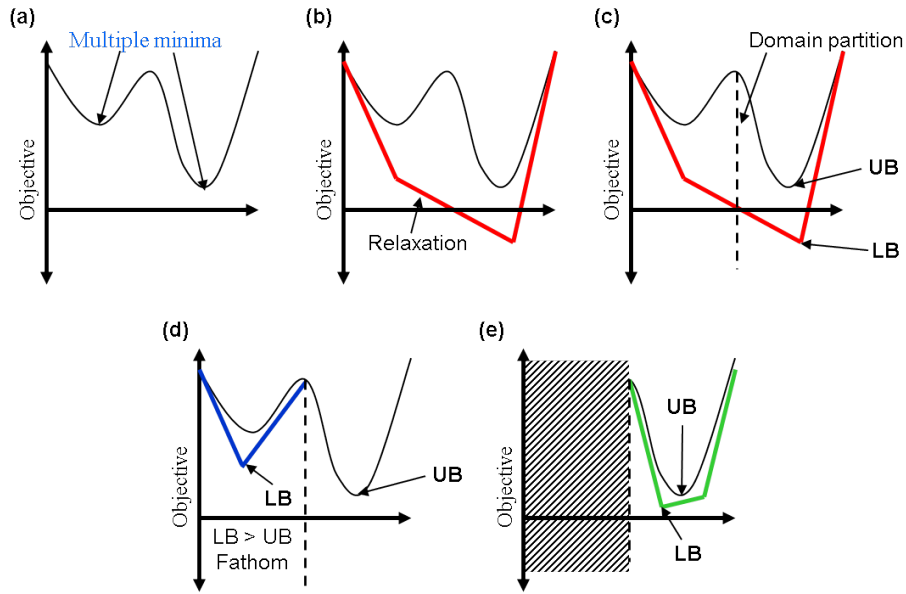 (a)
Multiple minima
Objective
(b)
Objective
Relaxation
(c)
Domain partition
Objective
UB
LB
(d)
Objective
LB
UB
LB > UB
Fathom
(e)
Objective
UB
LB